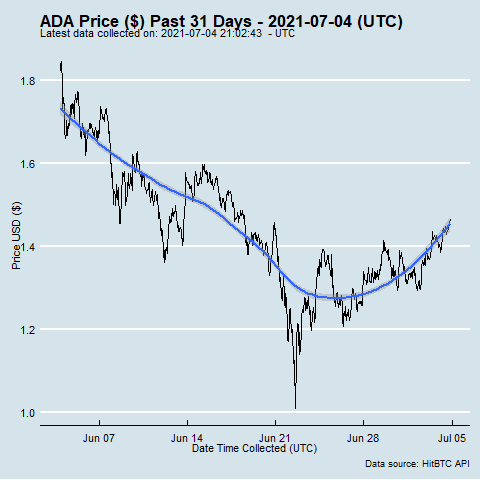 ADA Price ($) Past 31 Days - 2021-07-04 (UTC)
Latest data collected on: 2021-07-04 21:02:43  - UTC
Price USD ($)
1.8
1.6
1.4
1.2
1.0
Jun 07
Jun 14
Jun 21
Jun 28
Jul 05
Date Time Collected (UTC)
Data source: HitBTC API